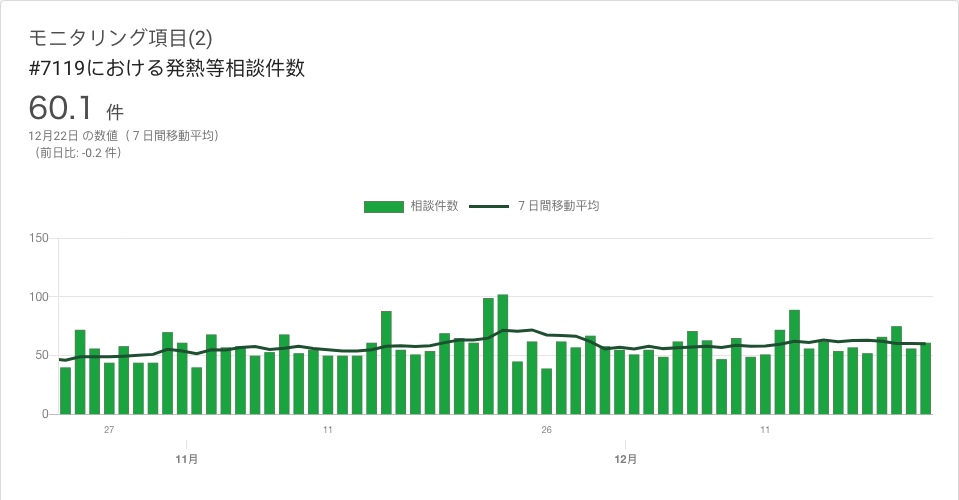 モニタリング項目(2)
#7119における発熱等相談件数
60.1 件
12月22日 の数値（７日間移動平均）
（前日比: -0.2 件）
相談件数 ７日間移動平均
150
100
50
0
27 11 26 11
11月 12月